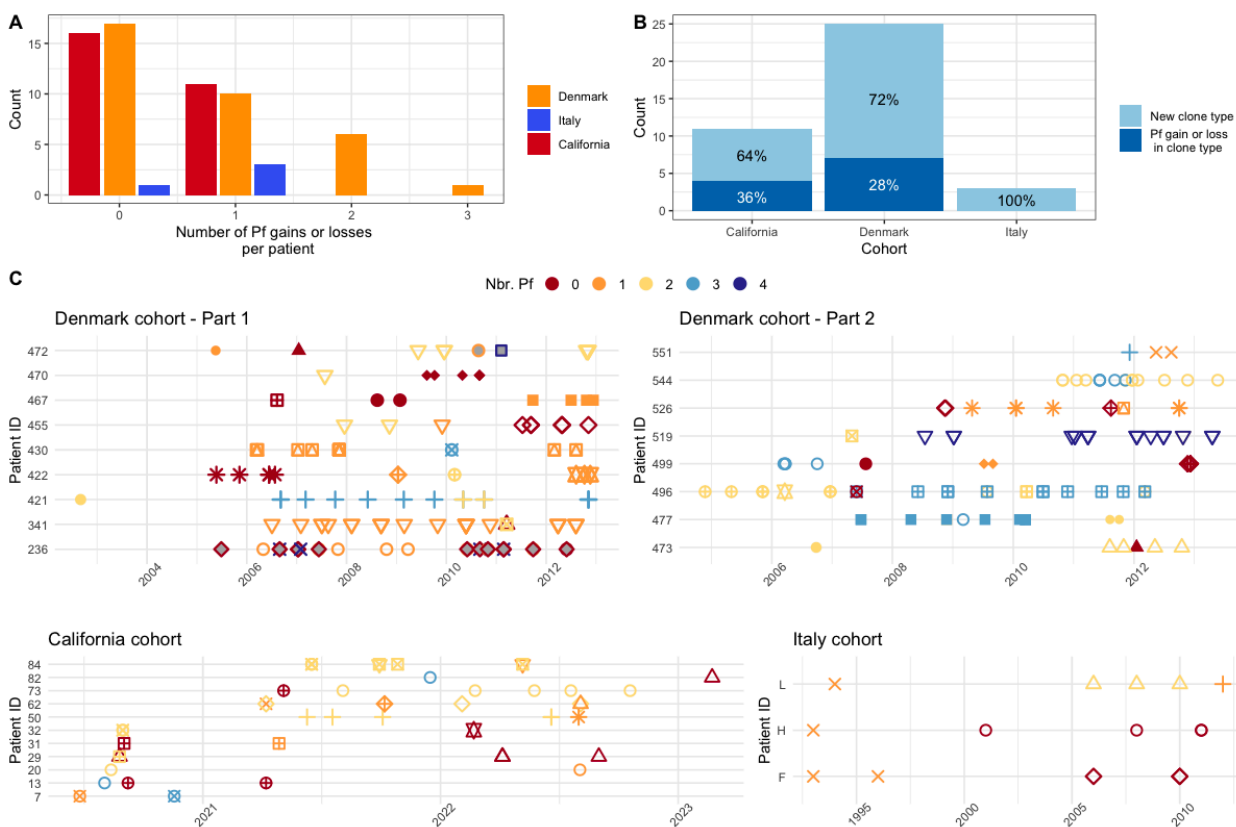 A
15
10
5
0
Count
0 1 2 3
Number of Pf gains or losses
per patient
Denmark
Italy
California
B
25
20
15
10
5
0
Count
64%
36%
72%
28%
100%
California Denmark Italy
Cohort
New clone type
Pf gain or loss
in clone type
C
Nbr. Pf 0 1 2 3 4
Denmark cohort - Part 1
Patient ID
472
470
467
455
430
422
421
341
236
2004 2006 2008 2010 2012
Denmark cohort - Part 2
Patient ID
551
544
526
519
499
496
477
473
2006 2008 2010 2012
California cohort
Patient ID
84
82
73
62
50
32
31
29
20
13
7
2021 2022 2023
Italy cohort
Patient ID
L
H
F
1995 2000 2005 2010